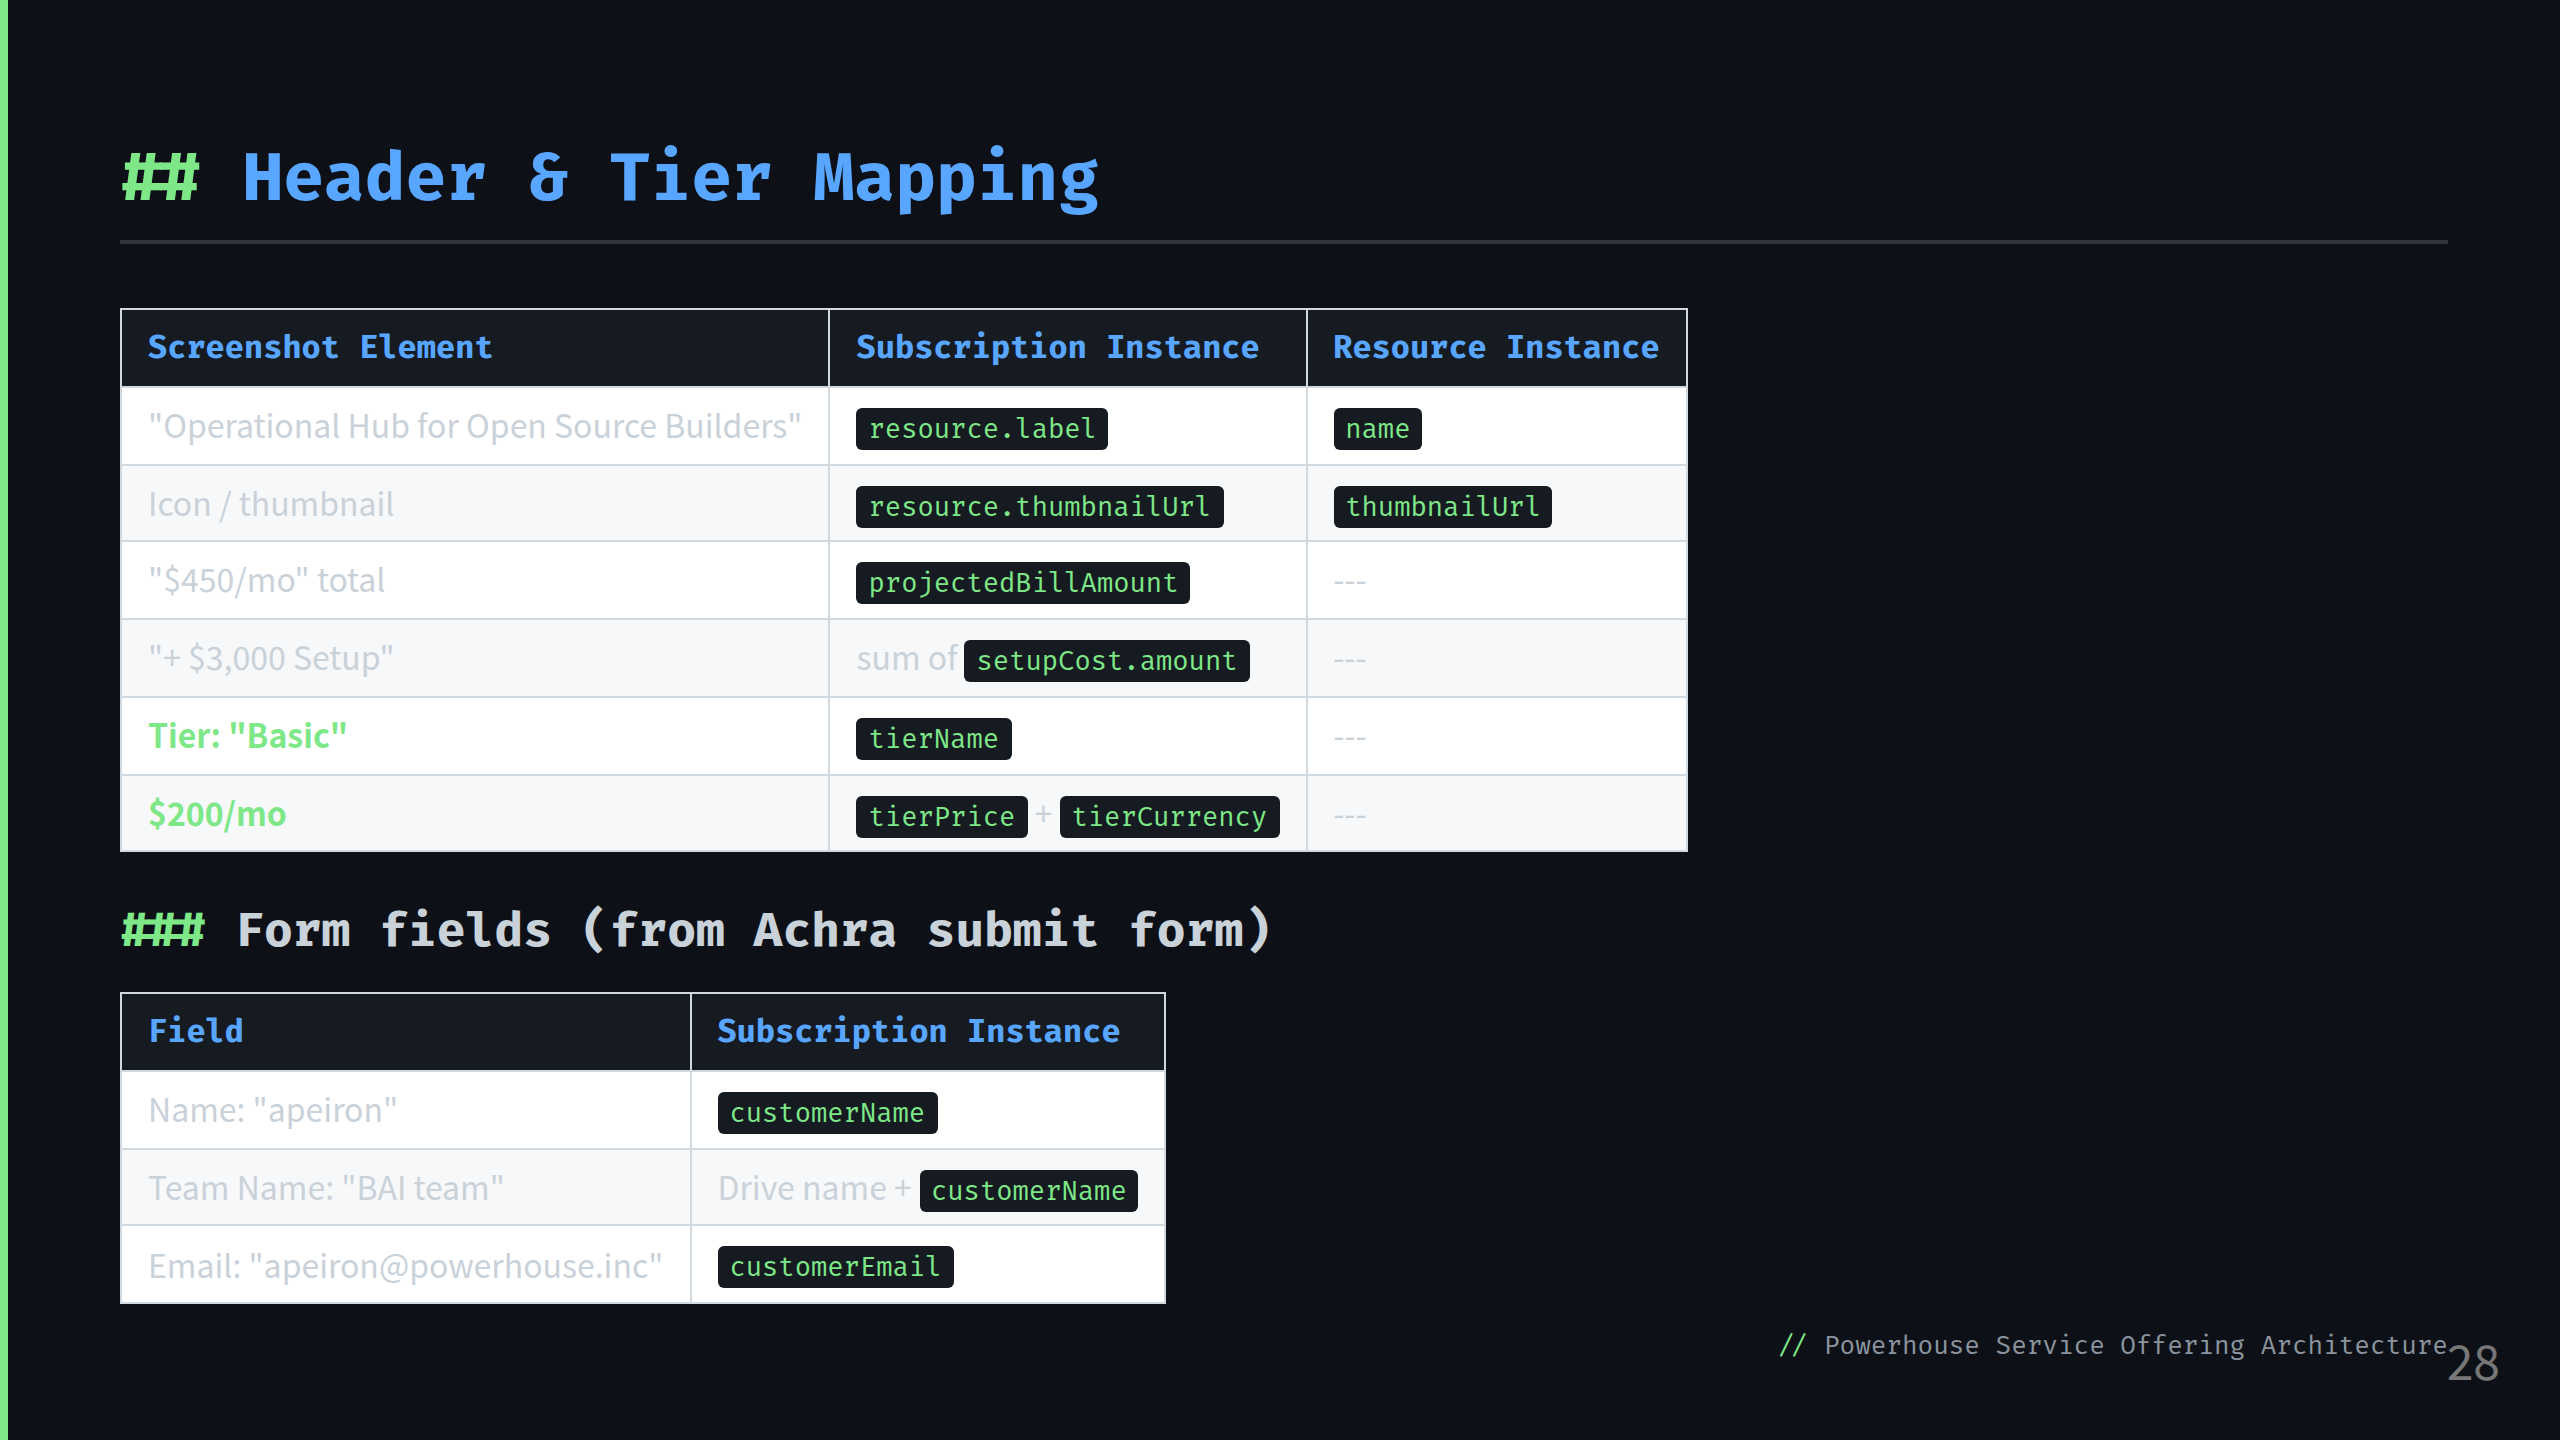 ## Header & Tier Mapping
Screenshot Element Subscription Instance Resource Instance
"Operational Hub for Open Source Builders" resource.label name
Icon / thumbnail resource.thumbnailUrl thumbnailUrl
"$450/mo" total projectedBillAmount ---
"+ $3,000 Setup" sum of setupCost.amount ---
Tier: "Basic" tierName ---
$200/mo tierPrice + tierCurrency ---
### Form fields (from Achra submit form)
Field Subscription Instance
Name: "apeiron" customerName
Team Name: "BAI team" Drive name + customerName
Email: "apeiron@powerhouse.inc" customerEmail
// Powerhouse Service Offering Architecture
28